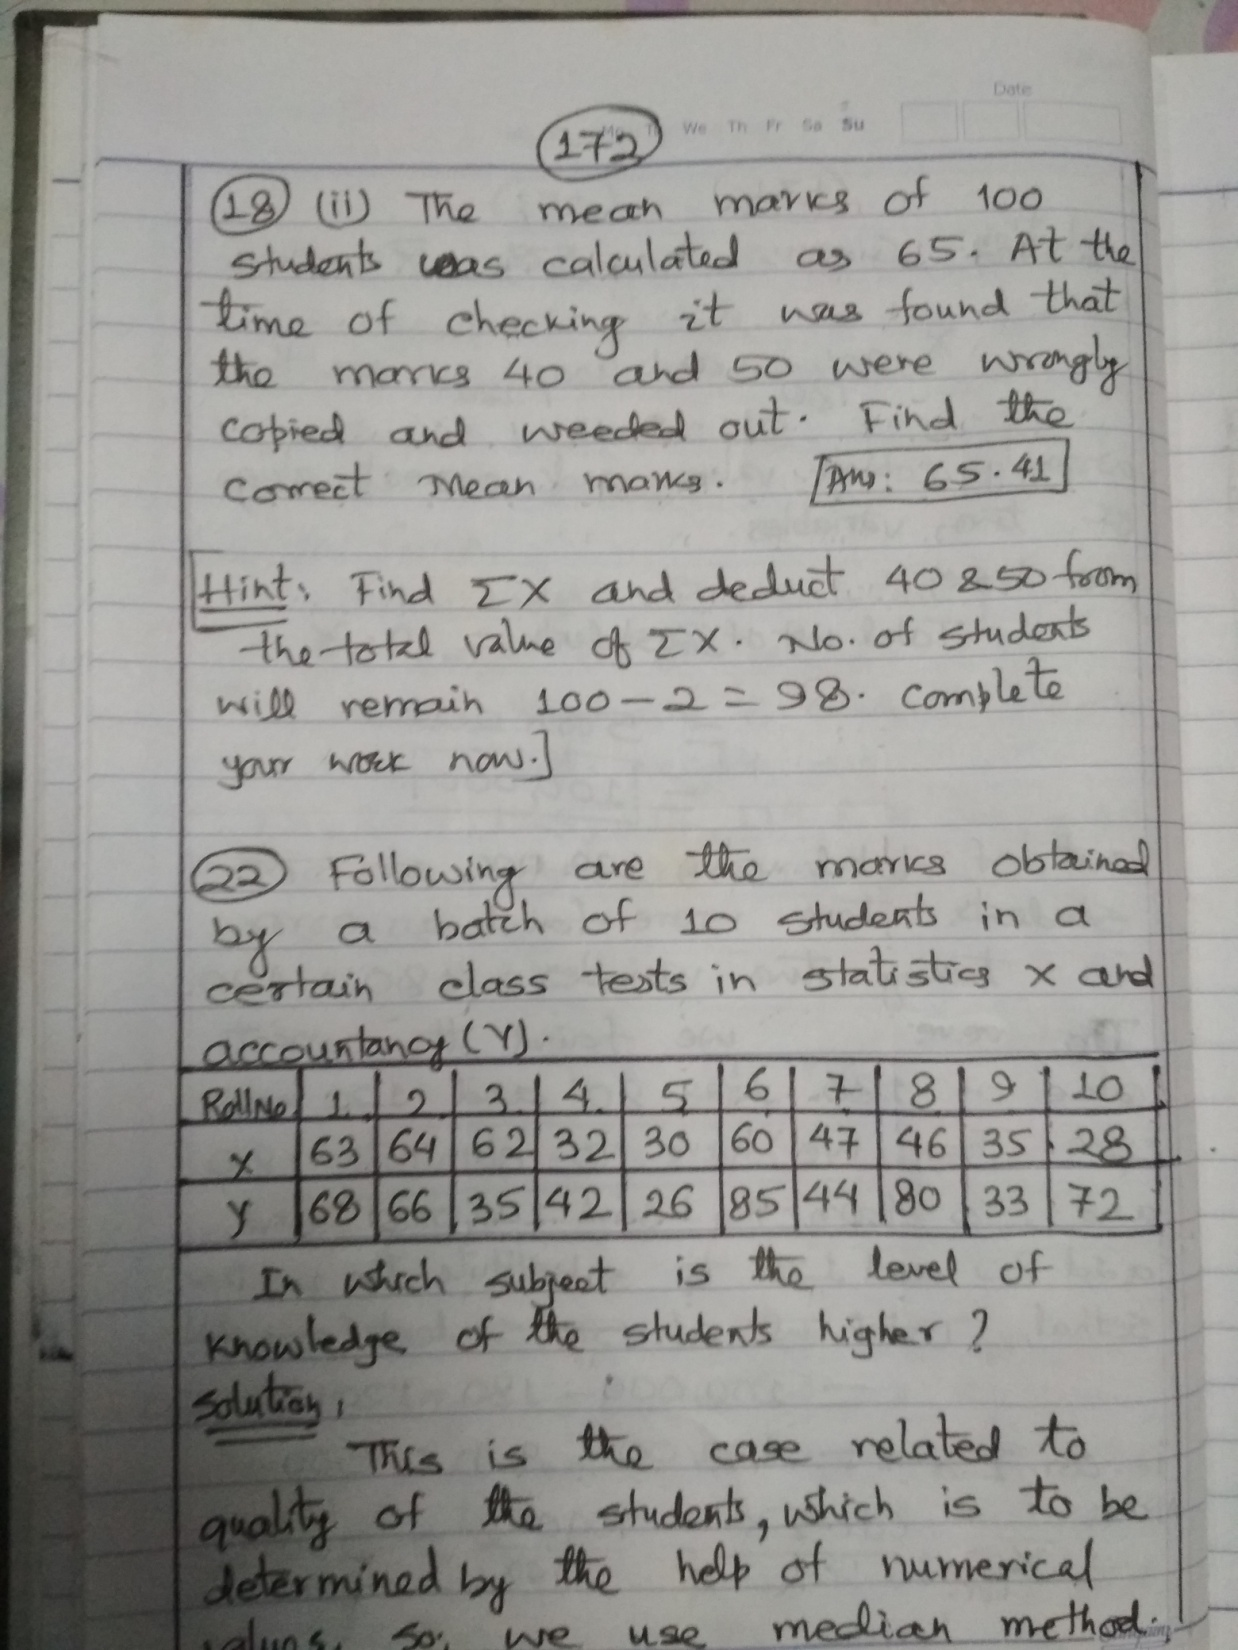 Date
We Th Fr Sa Su
172
18 (ii) The mean marks of 100
students was calculated as 65. At the
time of checking it was found that
the marks 40 and 50 were wrongly
copied and weeded out. Find the
correct Mean marks. [Ans: 65.41]
[Hint: Find ΣX and deduct 40 & 50 from
the total value of ΣX. No. of students
will remain 100-2=98. complete
your work now.]
22 Following are the marks obtained
by a batch of 10 students in a
certain class tests in statistics x and
accountancy (Y).
Roll No 1 2 3 4 5 6 7 8 9 10
X 63 64 62 32 30 60 47 46 35 28
Y 68 66 35 42 26 85 44 80 33 72
In which subject is the level of
knowledge of the students higher?
Solution:
This is the case related to
quality of the students, which is to be
determined by the help of numerical
values. So, we use median method.